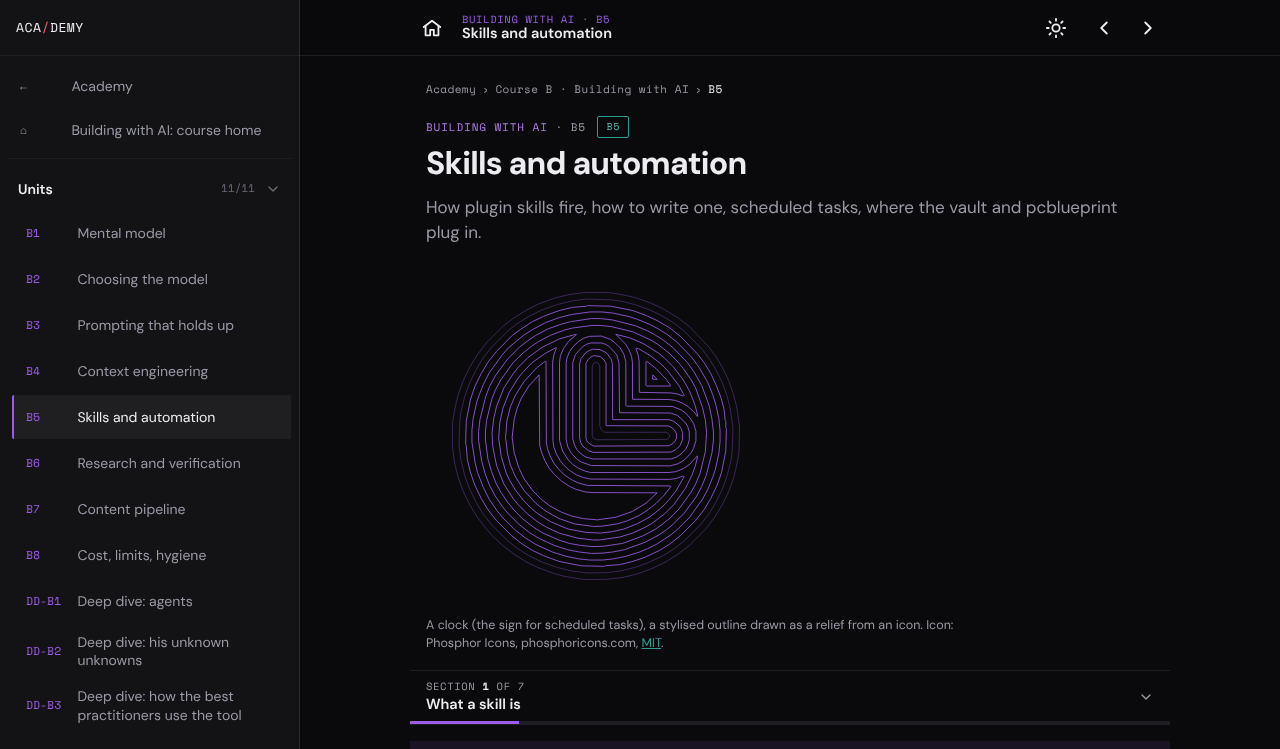 ACA/DEMY
← Academy
⌂ Building with AI: course home
Units 11/11
B1 Mental model
B2 Choosing the model
B3 Prompting that holds up
B4 Context engineering
B5 Skills and automation
B6 Research and verification
B7 Content pipeline
B8 Cost, limits, hygiene
DD-B1 Deep dive: agents
DD-B2 Deep dive: his unknown
unknowns
DD-B3 Deep dive: how the best
practitioners use the tool
BUILDING WITH AI · B5
Skills and automation
Academy › Course B · Building with AI › B5
BUILDING WITH AI · B5 B5
Skills and automation
How plugin skills fire, how to write one, scheduled tasks, where the vault and pcblueprint
plug in.
A clock (the sign for scheduled tasks), a stylised outline drawn as a relief from an icon. Icon:
Phosphor Icons, phosphoricons.com, MIT.
SECTION 1 OF 7
What a skill is